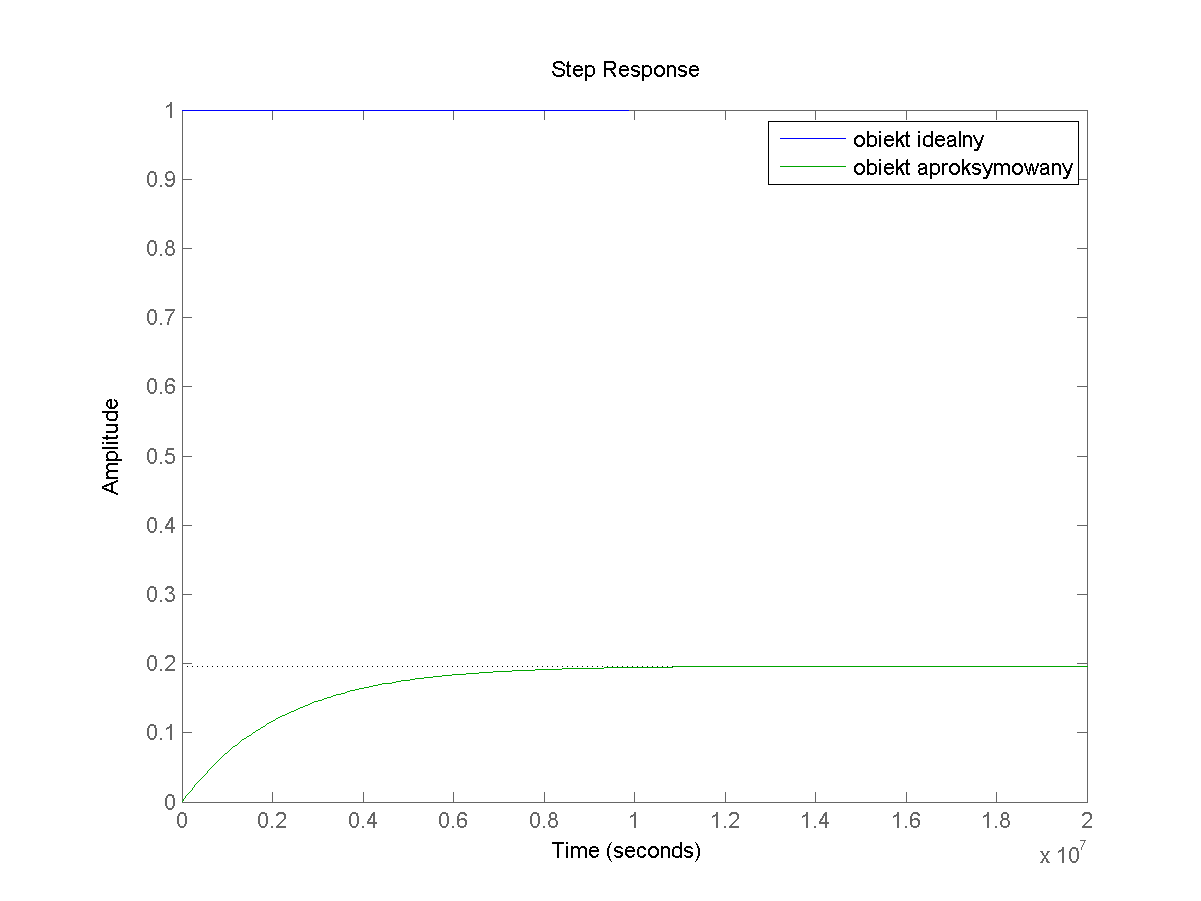 Step Response
obiekt idealny
obiekt aproksymowany
1
0.9
0.8
0.7
0.6
0.5
0.4
0.3
0.2
0.1
0
Amplitude
0 0.2 0.4 0.6 0.8 1 1.2 1.4 1.6 1.8 2
x 10^7
Time (seconds)